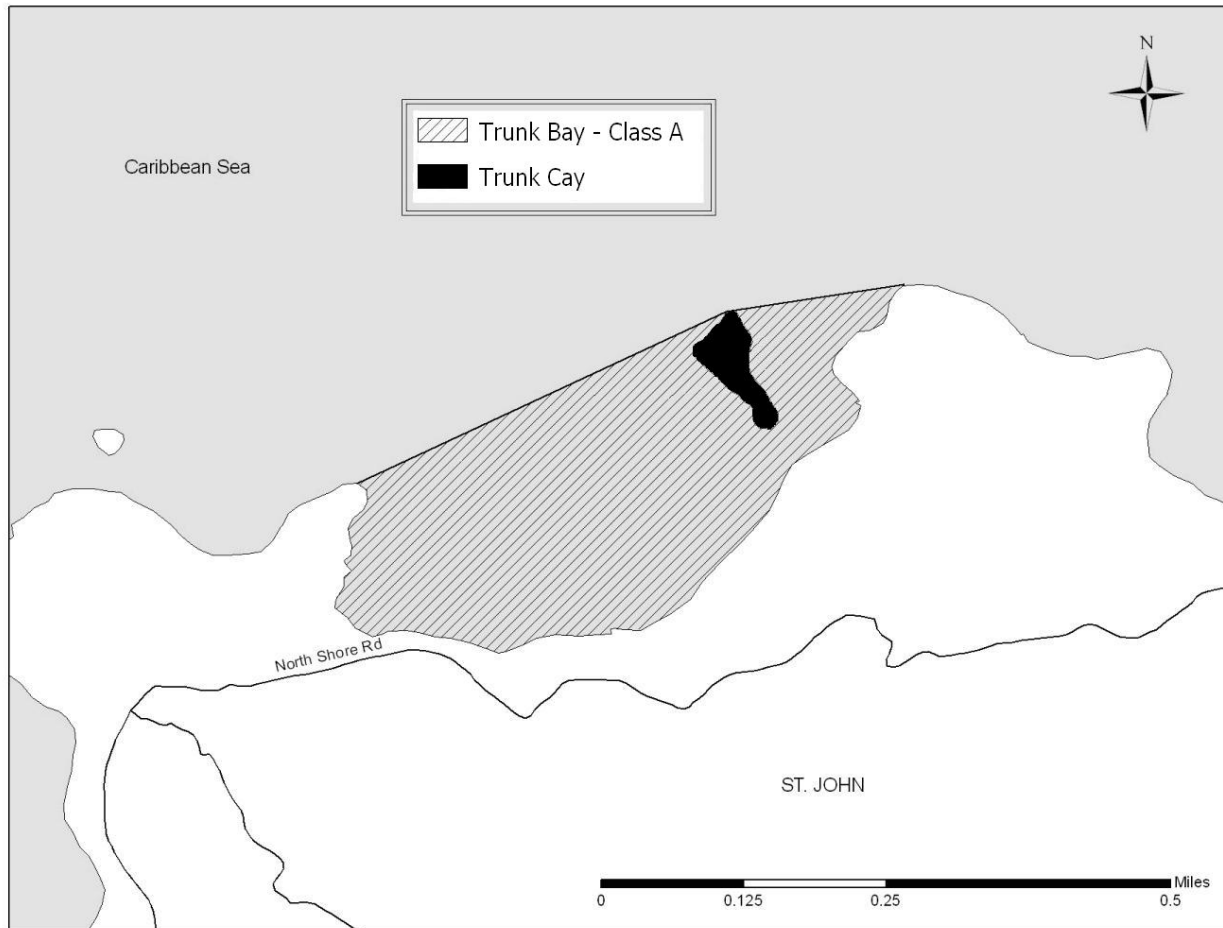 N
Trunk Bay - Class A
Caribbean Sea
Trunk Cay
North Shore Rd
ST. JOHN
Miles
0 0.125 0.25 0.5